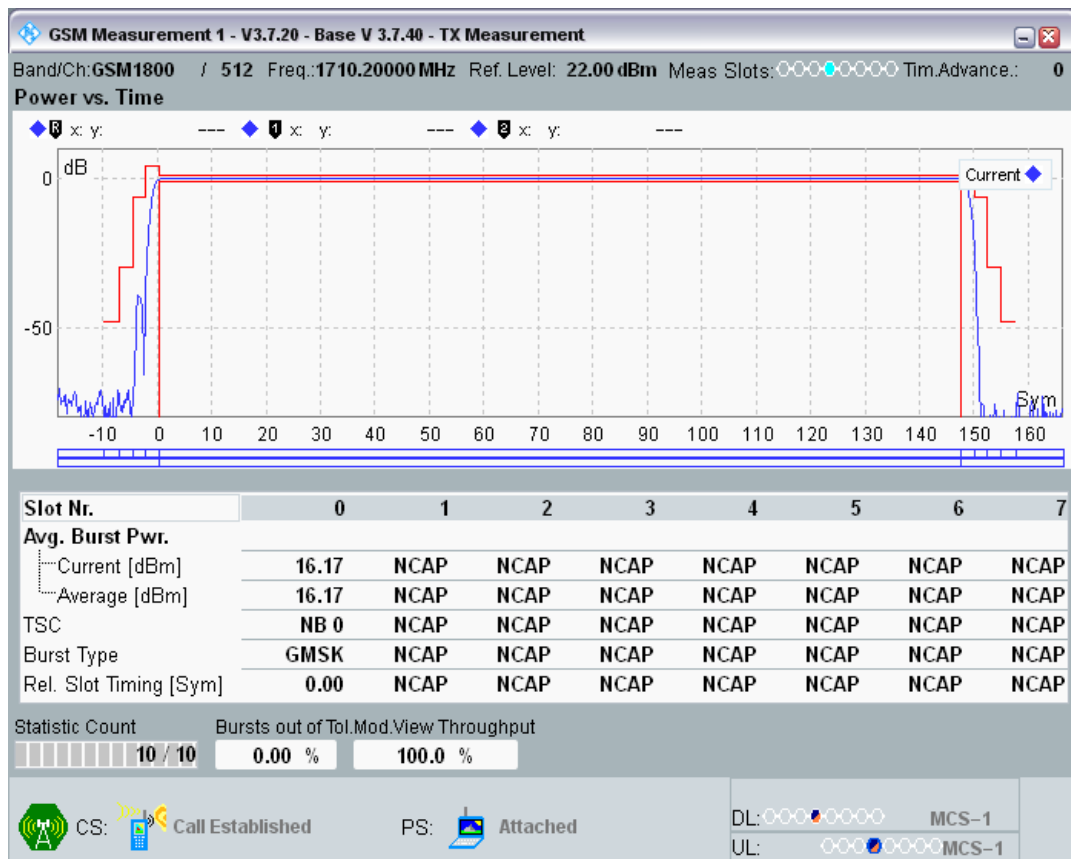 GSM Measurement 1 - V3.7.20 - Base V 3.7.40 - TX Measurement
Band/Ch:GSM1800 / 512 Freq.:1710.20000 MHz Ref. Level: 22.00 dBm Meas Slots: Tim.Advance.: 0
Power vs. Time
R x: y: --- 1 x: y: --- 2 x: y: ---
dB
Current
0
-50
Sym
-10 0 10 20 30 40 50 60 70 80 90 100 110 120 130 140 150 160
Slot Nr. 0 1 2 3 4 5 6 7
Avg. Burst Pwr.
Current [dBm] 16.17 NCAP NCAP NCAP NCAP NCAP NCAP NCAP
Average [dBm] 16.17 NCAP NCAP NCAP NCAP NCAP NCAP NCAP
TSC NB 0 NCAP NCAP NCAP NCAP NCAP NCAP NCAP
Burst Type GMSK NCAP NCAP NCAP NCAP NCAP NCAP NCAP
Rel. Slot Timing [Sym] 0.00 NCAP NCAP NCAP NCAP NCAP NCAP NCAP
Statistic Count Bursts out of Tol.Mod.View Throughput
10 / 10 0.00 % 100.0 %
CS: Call Established PS: Attached
DL: MCS-1
UL: MCS-1